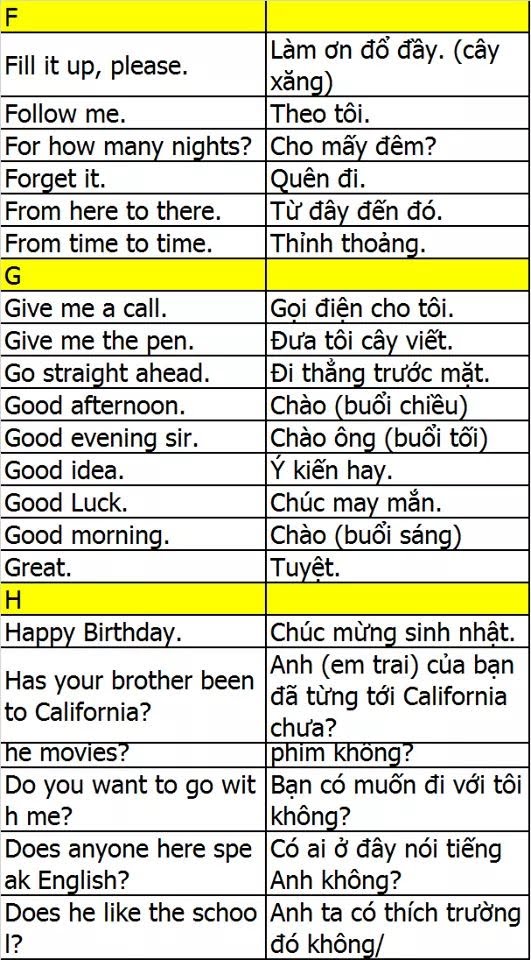 F
Fill it up, please.
Làm ơn đổ đầy. (cây
xăng)
Follow me.
Theo tôi.
For how many nights?
Cho mấy đêm?
Forget it.
Quên đi.
From here to there.
Từ đây đến đó.
From time to time.
Thỉnh thoảng.
G
Give me a call.
Gọi điện cho tôi.
Give me the pen.
Đưa tôi cây viết.
Go straight ahead.
Đi thẳng trước mặt.
Good afternoon.
Chào (buổi chiều)
Good evening sir.
Chào ông (buổi tối)
Good idea.
Ý kiến hay.
Good Luck.
Chúc may mắn.
Good morning.
Chào (buổi sáng)
Great.
Tuyệt.
H
Happy Birthday.
Chúc mừng sinh nhật.
Has your brother been
to California?
Anh (em trai) của bạn
đã từng tới California
chưa?
he movies?
phim không?
Do you want to go wit
h me?
Bạn có muốn đi với tôi
không?
Does anyone here spe
ak English?
Có ai ở đây nói tiếng
Anh không?
Does he like the schoo
l?
Anh ta có thích trường
đó không/